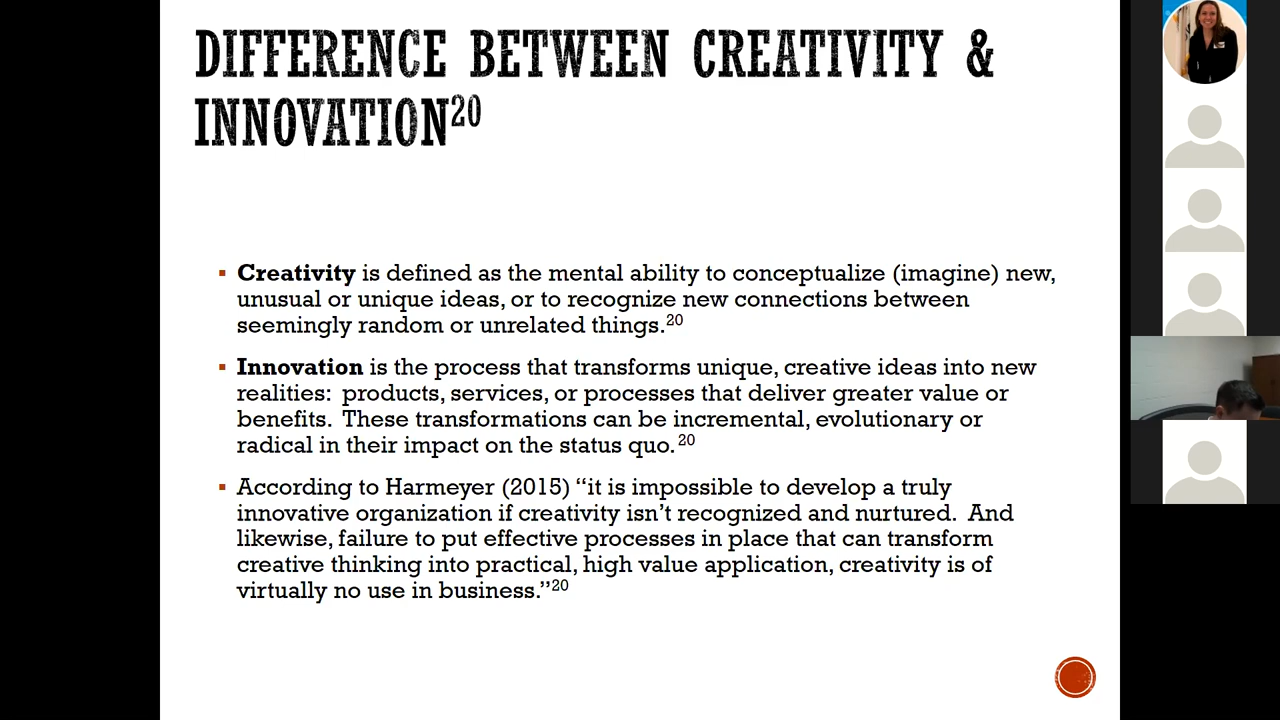 DIFFERENCE BETWEEN CREATIVITY &
INNOVATION20
Creativity is defined as the mental ability to conceptualize (imagine) new,
unusual or unique ideas, or to recognize new connections between
seemingly random or unrelated things.20
Innovation is the process that transforms unique, creative ideas into new
realities:  products, services, or processes that deliver greater value or
benefits.  These transformations can be incremental, evolutionary or
radical in their impact on the status quo.20
According to Harmeyer (2015) “it is impossible to develop a truly
innovative organization if creativity isn’t recognized and nurtured.  And
likewise, failure to put effective processes in place that can transform
creative thinking into practical, high value application, creativity is of
virtually no use in business.”20